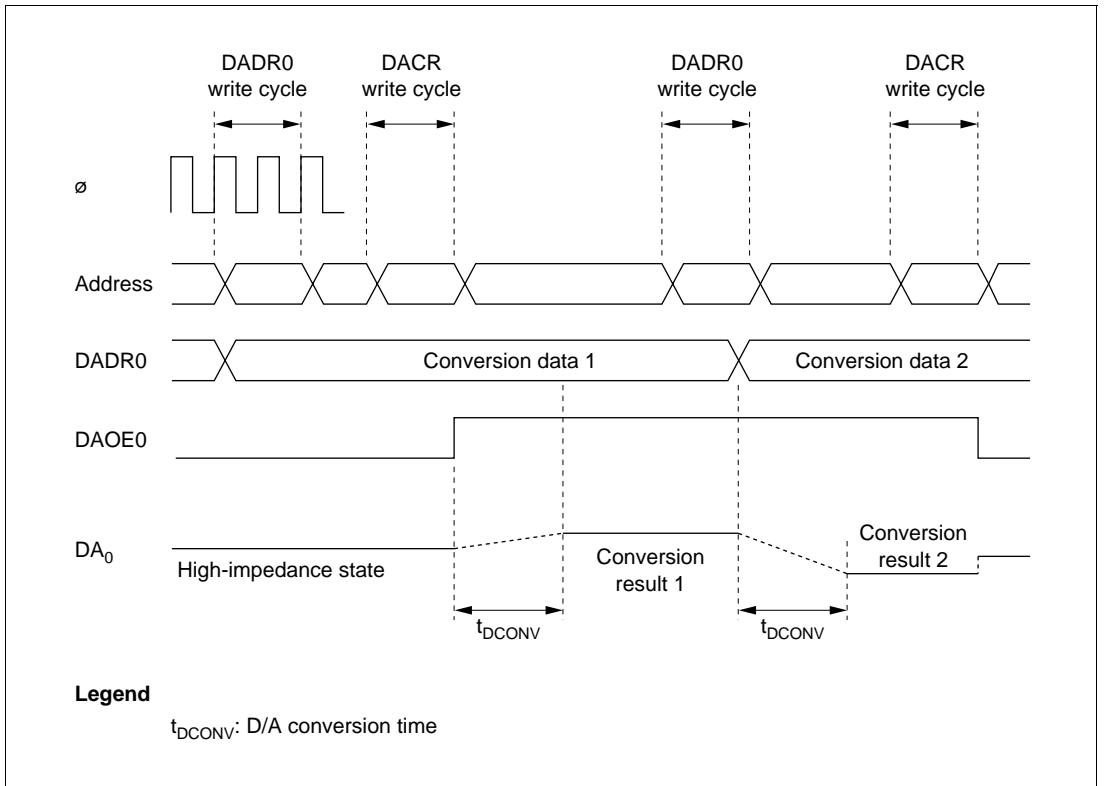 DADR0 write cycle
DACR write cycle
DADR0 write cycle
DACR write cycle
ø
Address
DADR0
Conversion data 1
Conversion data 2
DAOE0
DA0
High-impedance state
Conversion result 1
Conversion result 2
tDCONV
tDCONV
Legend
tDCONV: D/A conversion time